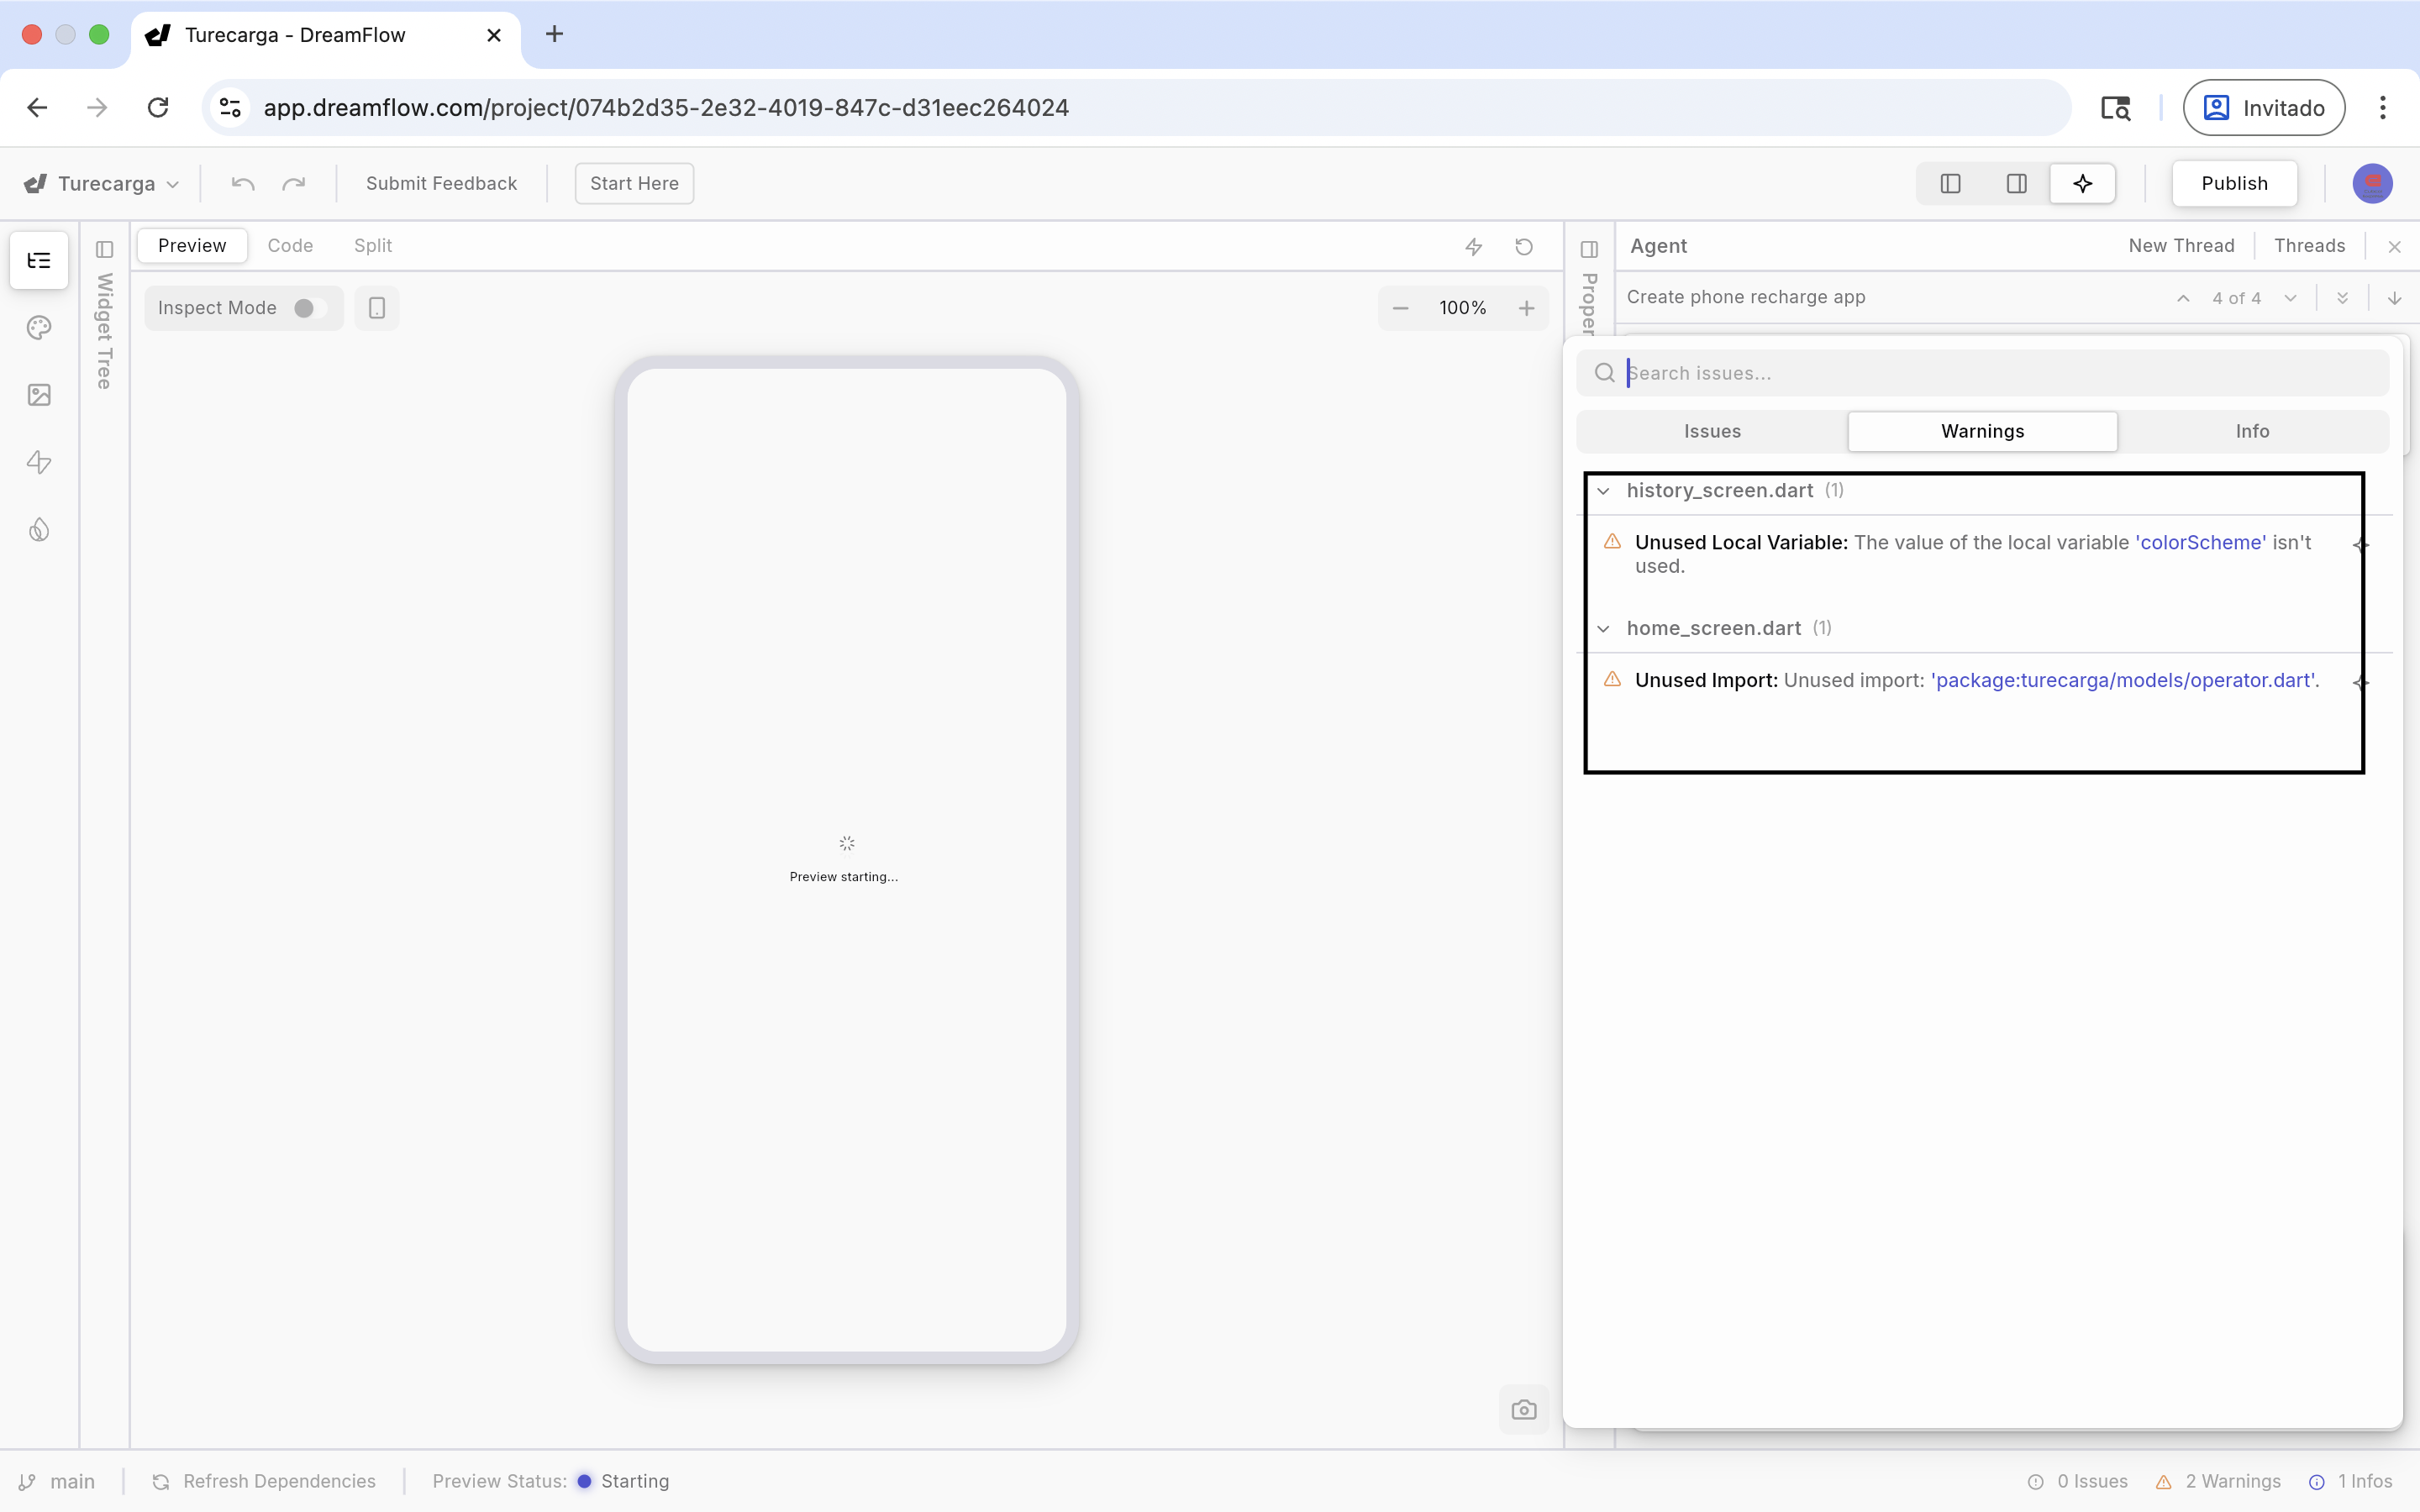 Turecarga - DreamFlow
app.dreamflow.com/project/074b2d35-2e32-4019-847c-d31eec264024
Invitado
Turecarga
Submit Feedback
Start Here
Publish
Widget Tree
Preview
Code
Split
Inspect Mode
100%
Preview starting...
Proper
Agent
New Thread
Threads
Create phone recharge app
4 of 4
Search issues...
Issues
Warnings
Info
history_screen.dart (1)
Unused Local Variable: The value of the local variable 'colorScheme' isn't
used.
home_screen.dart (1)
Unused Import: Unused import: 'package:turecarga/models/operator.dart'.
main
Refresh Dependencies
Preview Status: Starting
0 Issues
2 Warnings
1 Infos